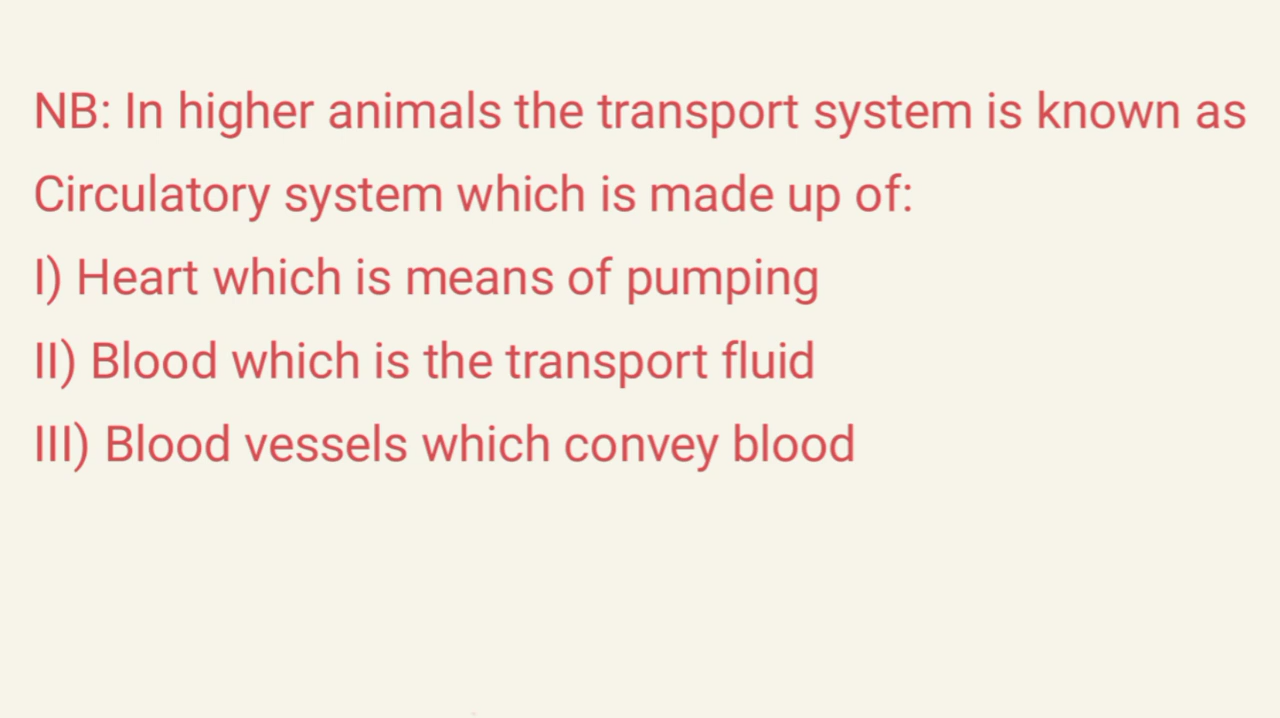 NB: In higher animals the transport system is known as
Circulatory system which is made up of:
I) Heart which is means of pumping
II) Blood which is the transport fluid
III) Blood vessels which convey blood